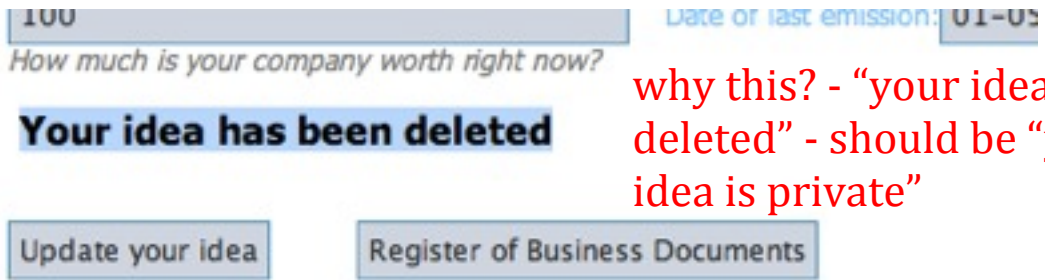 100 Date of last emission: 01-05
How much is your company worth right now?
why this? - “your idea
Your idea has been deleted
deleted” - should be “
idea is private”
Update your idea Register of Business Documents